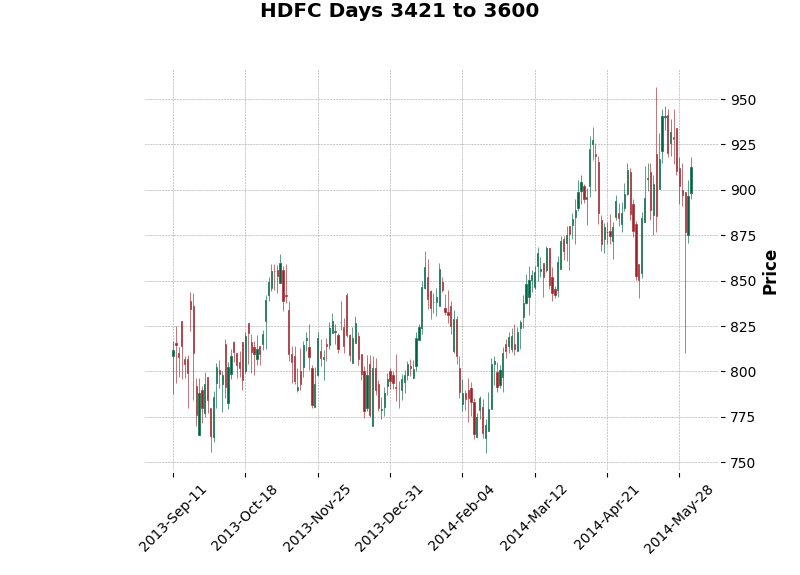 HDFC Days 3421 to 3600
950
925
900
875
850
825
800
775
750
Price
2013-Sep-11
2013-Oct-18
2013-Nov-25
2013-Dec-31
2014-Feb-04
2014-Mar-12
2014-Apr-21
2014-May-28